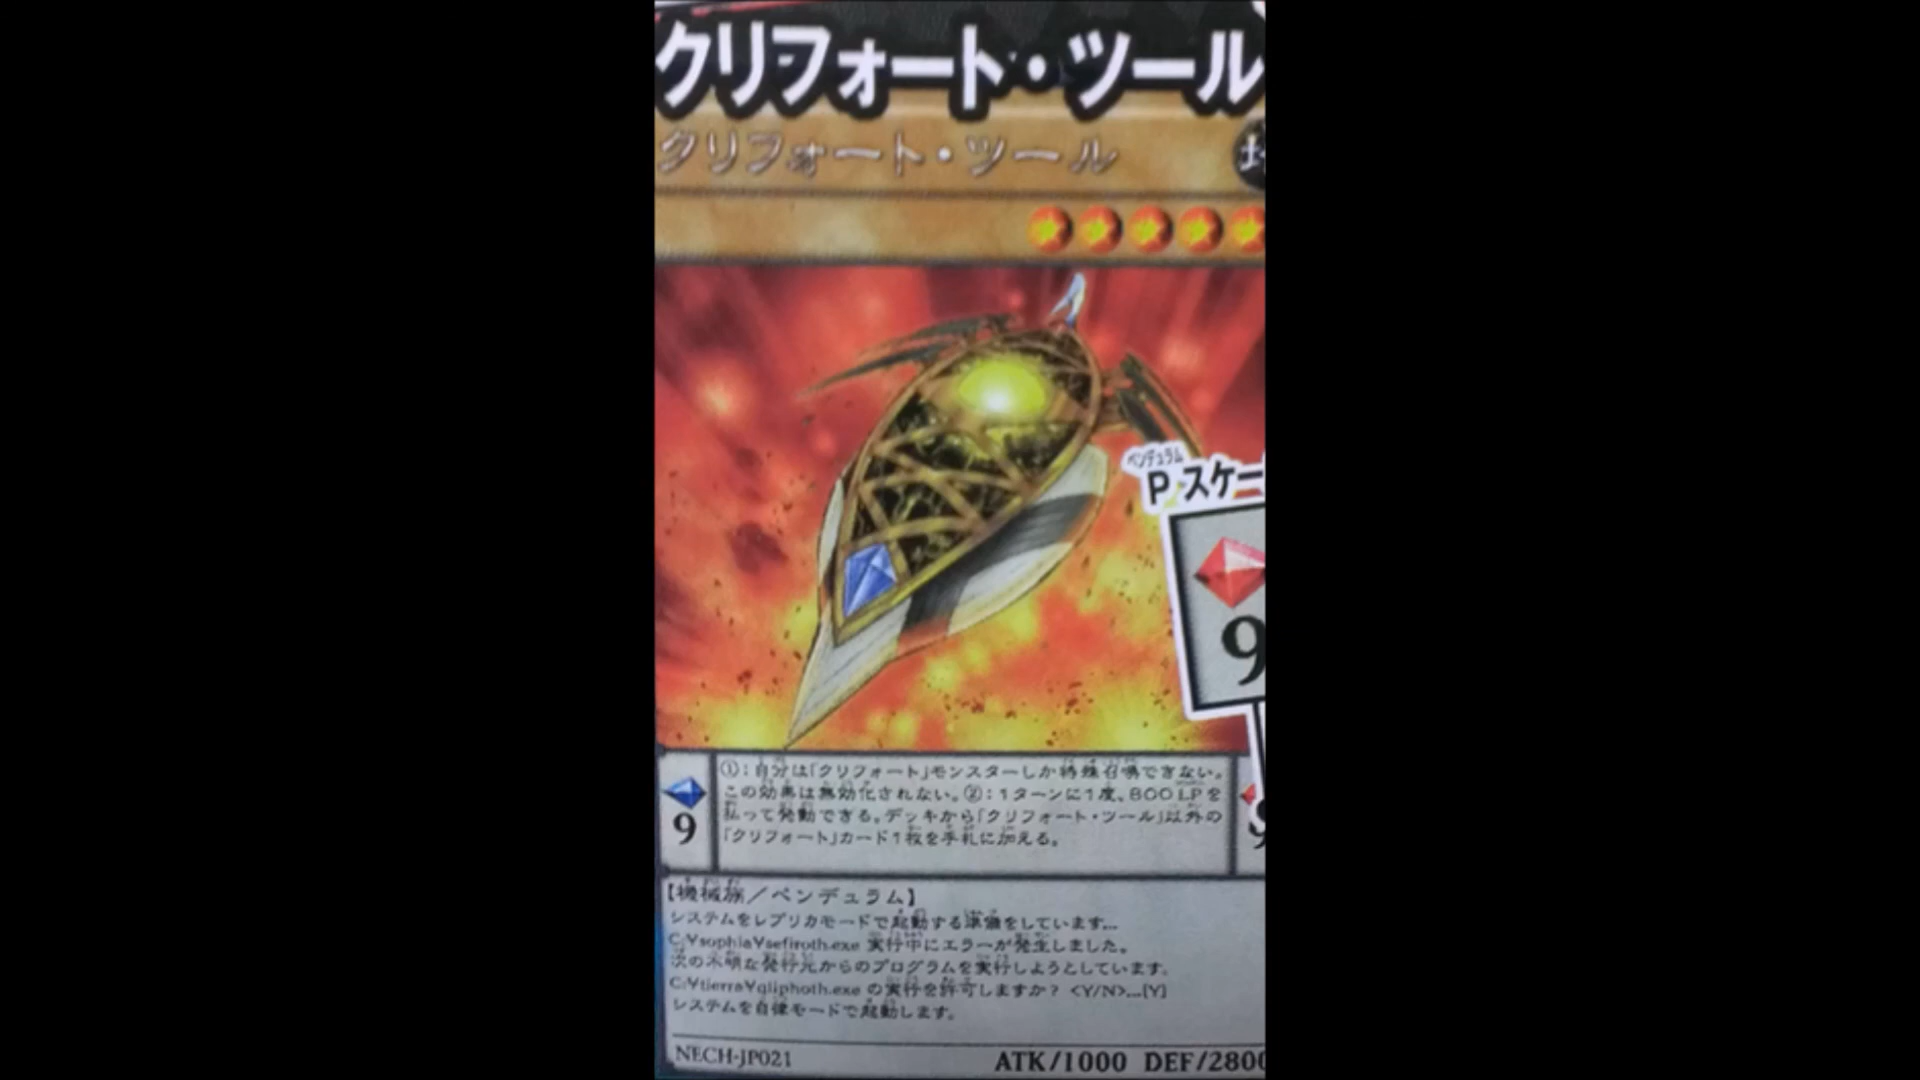 クリフォート・ツール
クリフォート・ツール
ペンデュラム
P スケー
9
①：自分は「クリフォート」モンスターしか特殊召喚できない。
この効果は無効化されない。②：1ターンに1度、800LPを
払って発動できる。デッキから「クリフォート・ツール」以外の
「クリフォート」カード1枚を手札に加える。
9
9
【機械族／ペンデュラム】
システムをレプリカモードで起動する準備をしています...
C:¥sophia¥sefiroth.exe 実行中にエラーが発生しました。
次の不明な発行元からのプログラムを実行しようとしています。
C:¥tierra¥qliphoth.exe の実行を許可しますか？ <Y/N>...[Y]
システムを自律モードで起動します。
NECH-JP021
ATK/1000 DEF/2800